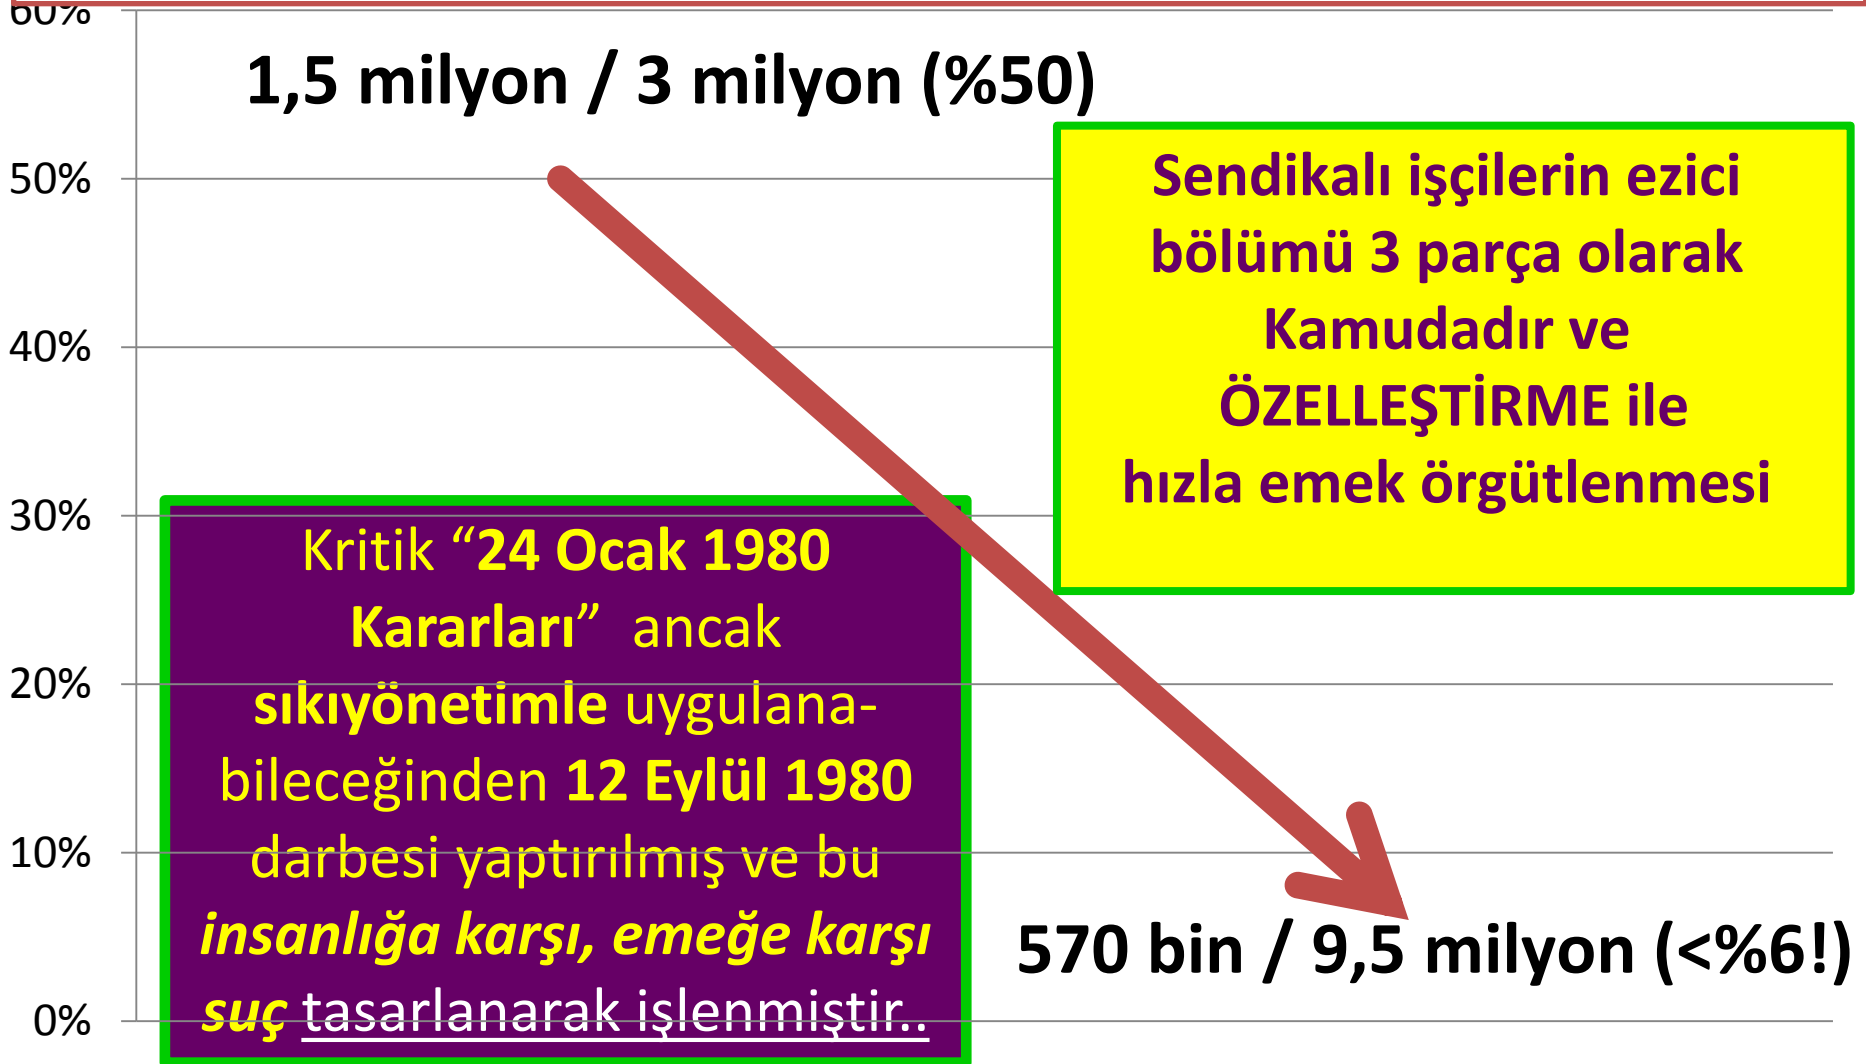 60%
1,5 milyon / 3 milyon (%50)
50%
Sendikalı işçilerin ezici
bölümü 3 parça olarak
Kamudadır ve
ÖZELLEŞTİRME ile
hızla emek örgütlenmesi
40%
30%
Kritik “24 Ocak 1980
Kararları” ancak
sıkıyönetimle uygulana-
bileceğinden 12 Eylül 1980
darbesi yaptırılmış ve bu
insanlığa karşı, emeğe karşı
suç tasarlanarak işlenmiştir..
20%
10%
570 bin / 9,5 milyon (<%6!)
0%